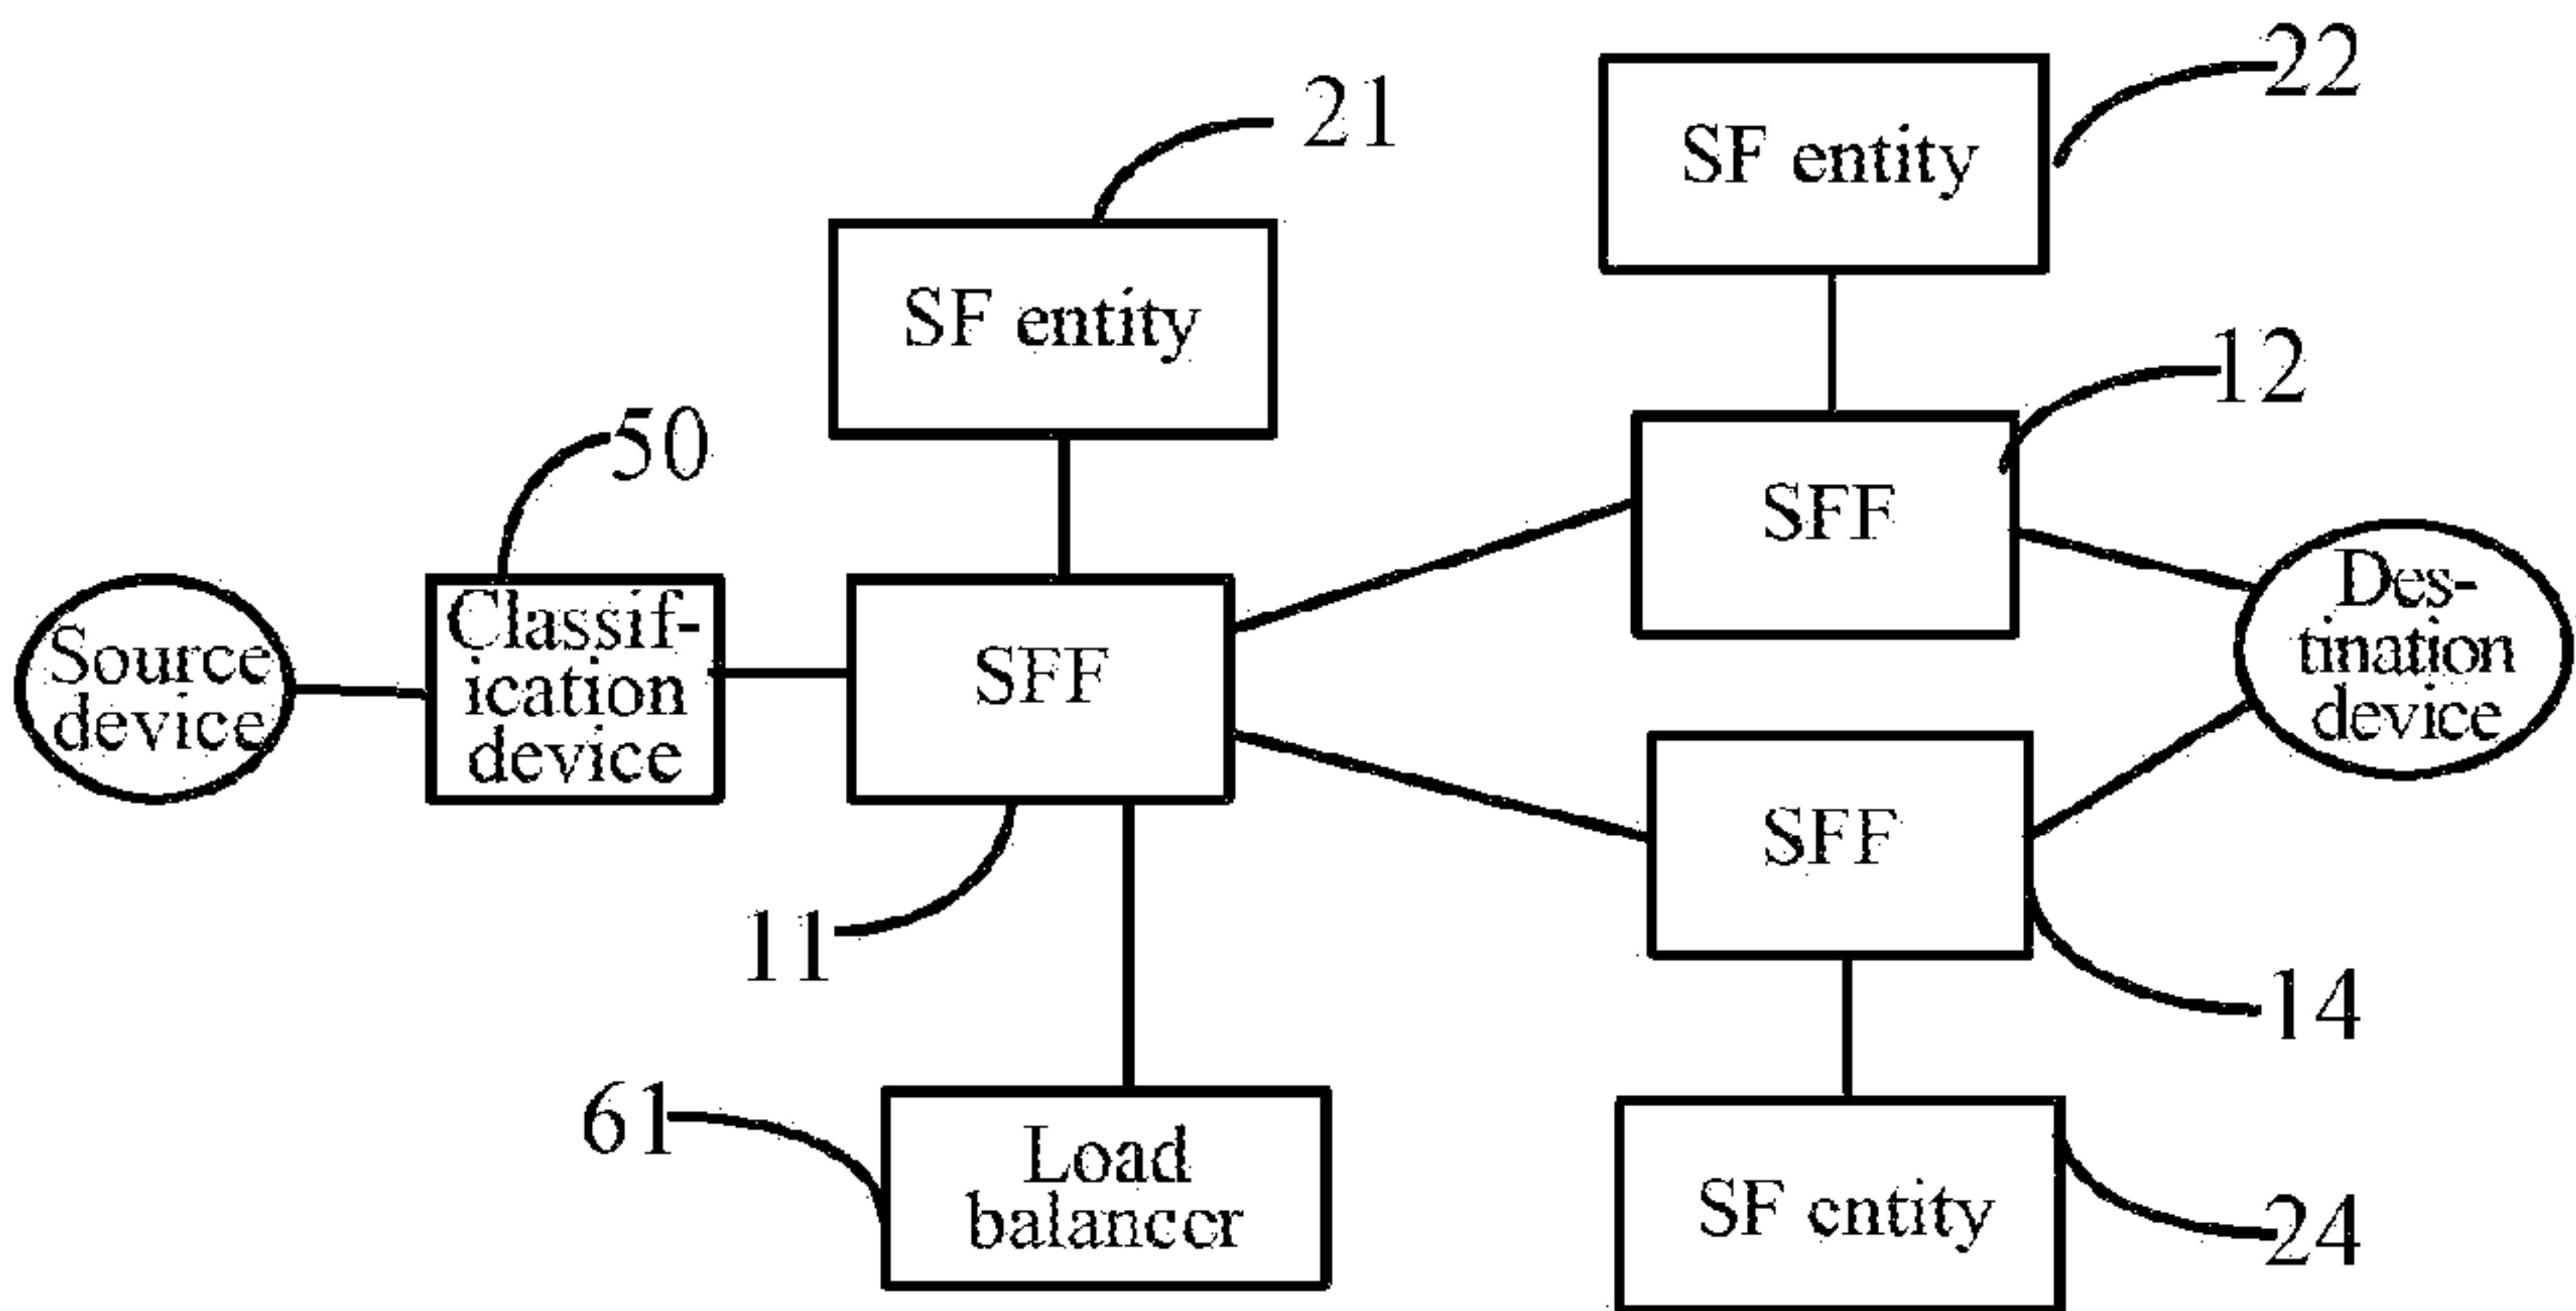 22
SF entity
21
SF entity
12
50
SFF
Source
device
Classif-
ication
device
SFF
Des-
tination
device
SFF
11
14
61
Load
balancer
SF entity
24